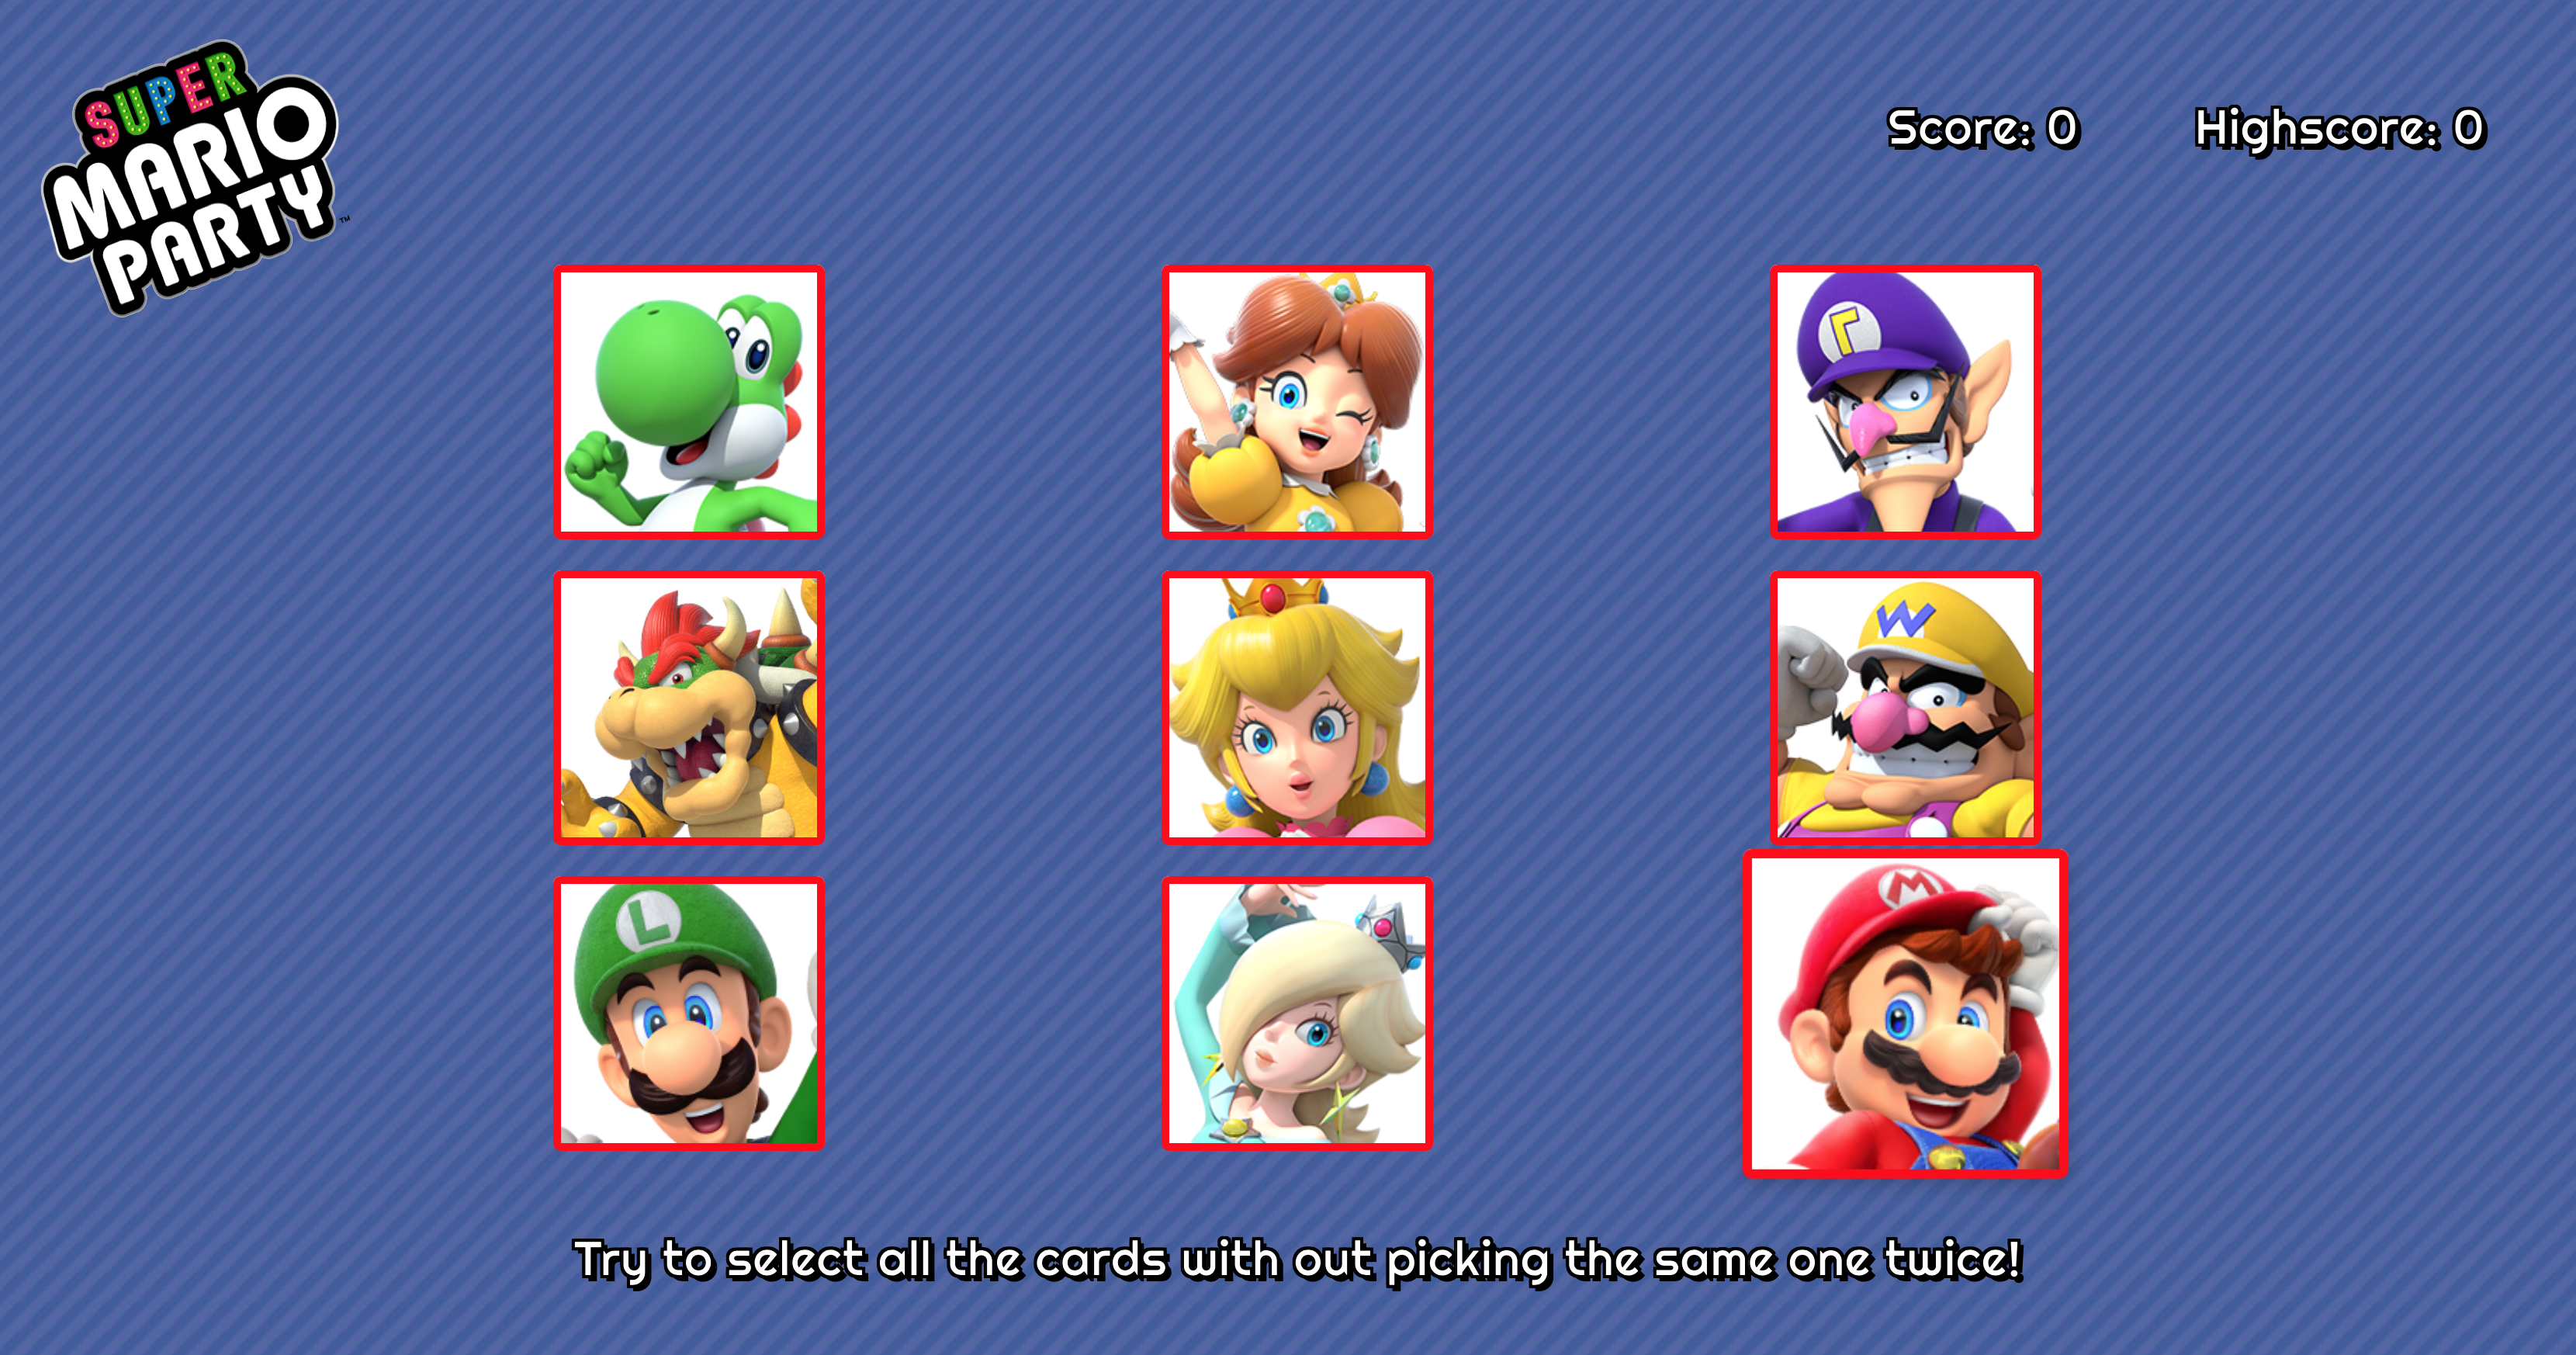 SUPER
MARIO
PARTY™
Score: 0
Highscore: 0
Γ
W
L
M
Try to select all the cards with out picking the same one twice!